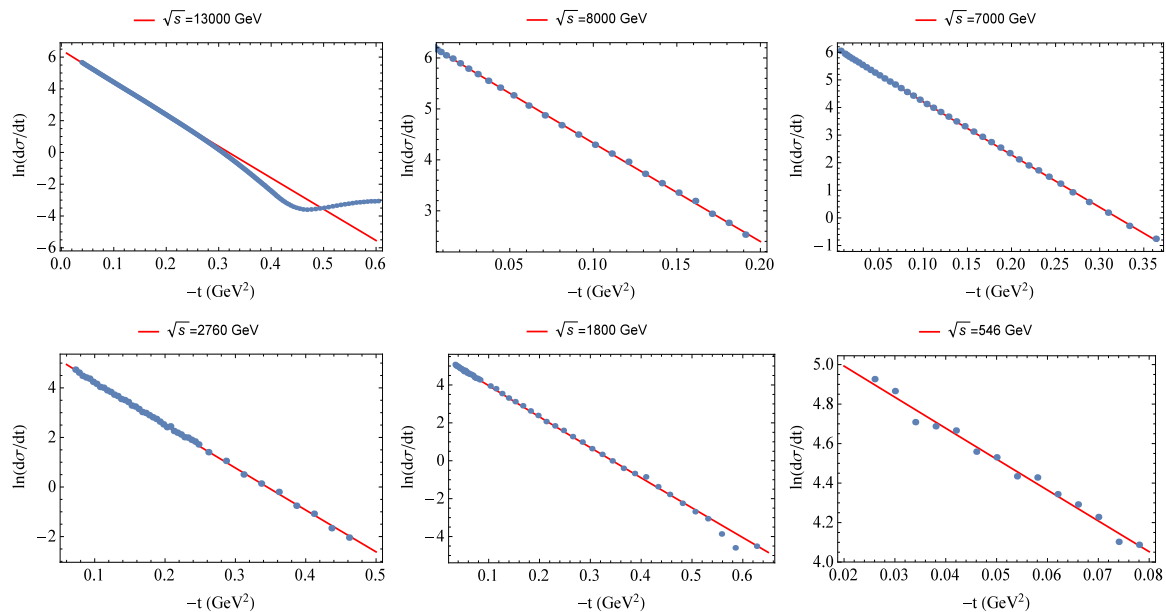 √s =13000 GeV
√s =8000 GeV
√s =7000 GeV
ln(dσ/dt)
6
4
2
0
−2
−4
−6
0.0 0.1 0.2 0.3 0.4 0.5 0.6
−t (GeV²)
ln(dσ/dt)
6
5
4
3
0.05 0.10 0.15 0.20
−t (GeV²)
ln(dσ/dt)
6
5
4
3
2
1
0
−1
0.05 0.10 0.15 0.20 0.25 0.30 0.35
−t (GeV²)
√s =2760 GeV
√s =1800 GeV
√s =546 GeV
ln(dσ/dt)
4
2
0
−2
0.1 0.2 0.3 0.4 0.5
−t (GeV²)
ln(dσ/dt)
4
2
0
−2
−4
0.1 0.2 0.3 0.4 0.5 0.6
−t (GeV²)
ln(dσ/dt)
5.0
4.8
4.6
4.4
4.2
4.0
0.02 0.03 0.04 0.05 0.06 0.07 0.08
−t (GeV²)